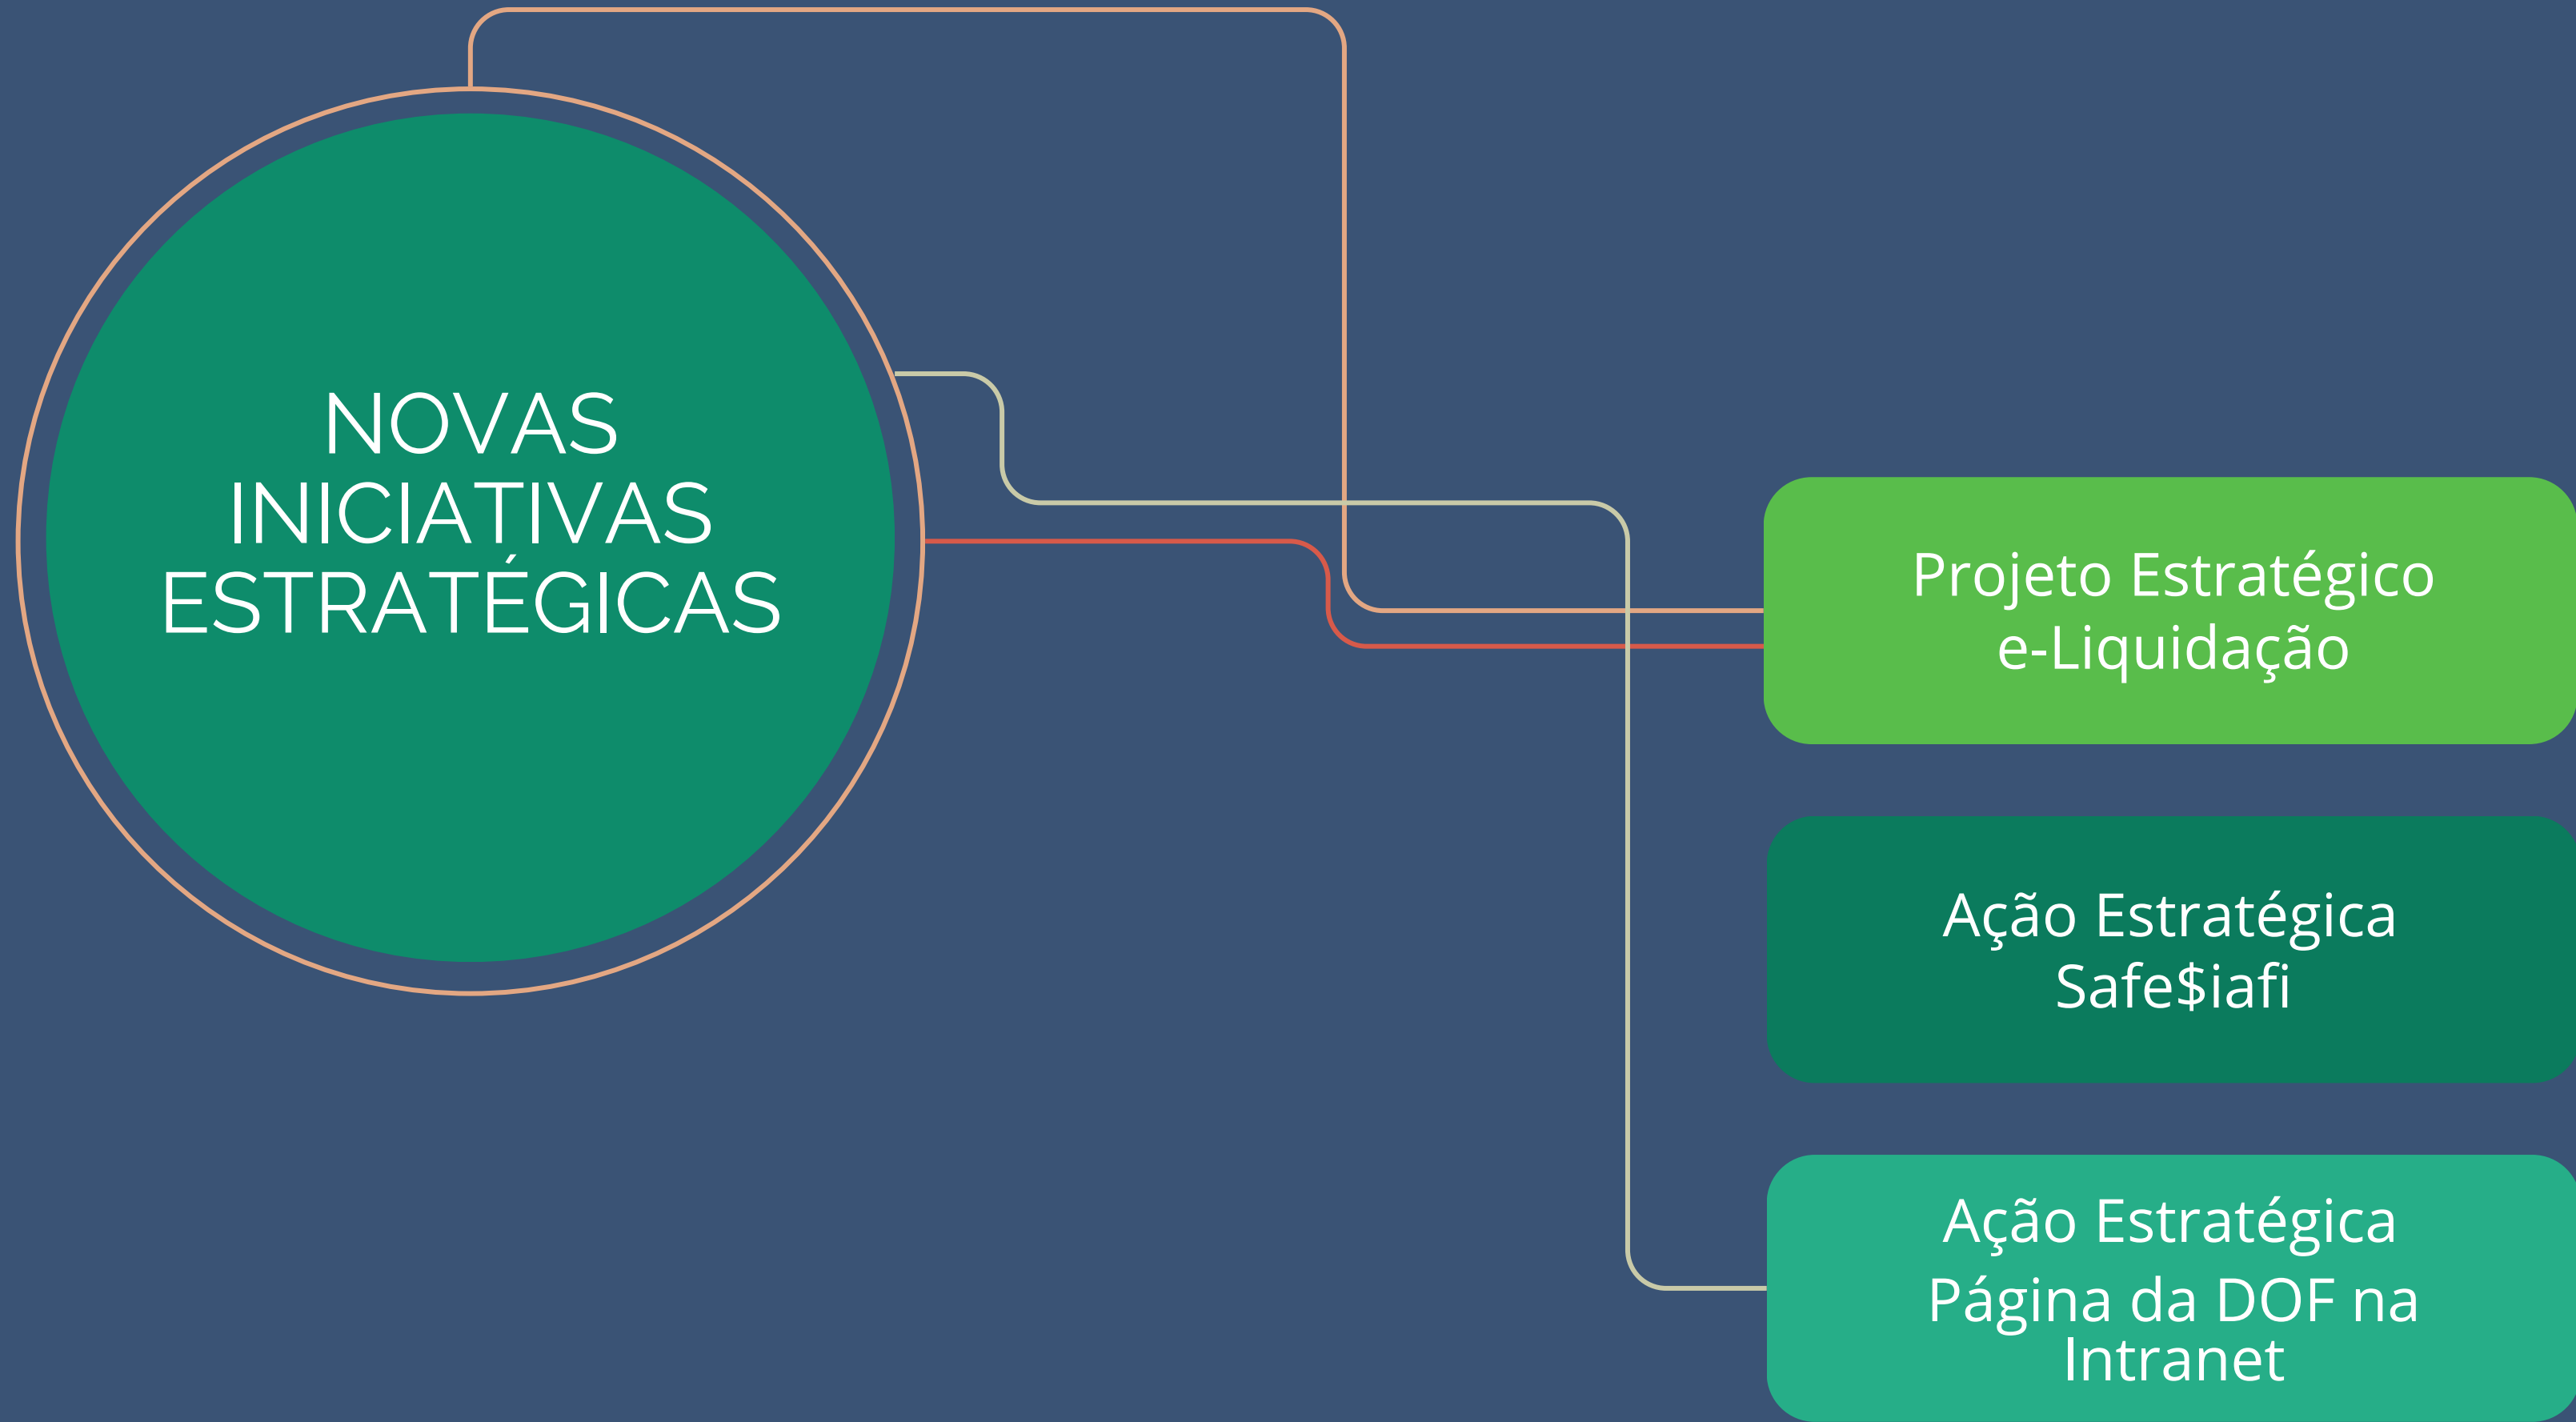 NOVAS
INICIATIVAS
ESTRATÉGICAS
Projeto Estratégico
e-Liquidação
Ação Estratégica
Safe$iafi
Ação Estratégica
Página da DOF na
Intranet